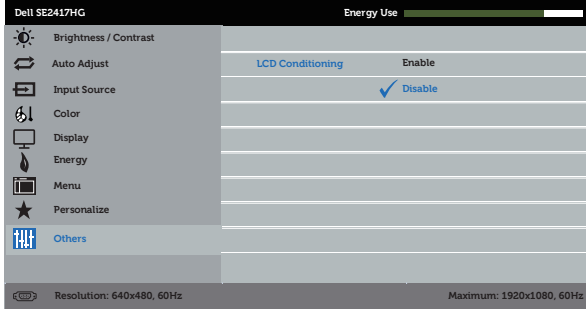 Dell SE2417HG Energy Use
Brightness / Contrast
Auto Adjust LCD Conditioning Enable
Input Source Disable
Color
Display
Energy
Menu
Personalize
Others
Resolution: 640x480, 60Hz Maximum: 1920x1080, 60Hz